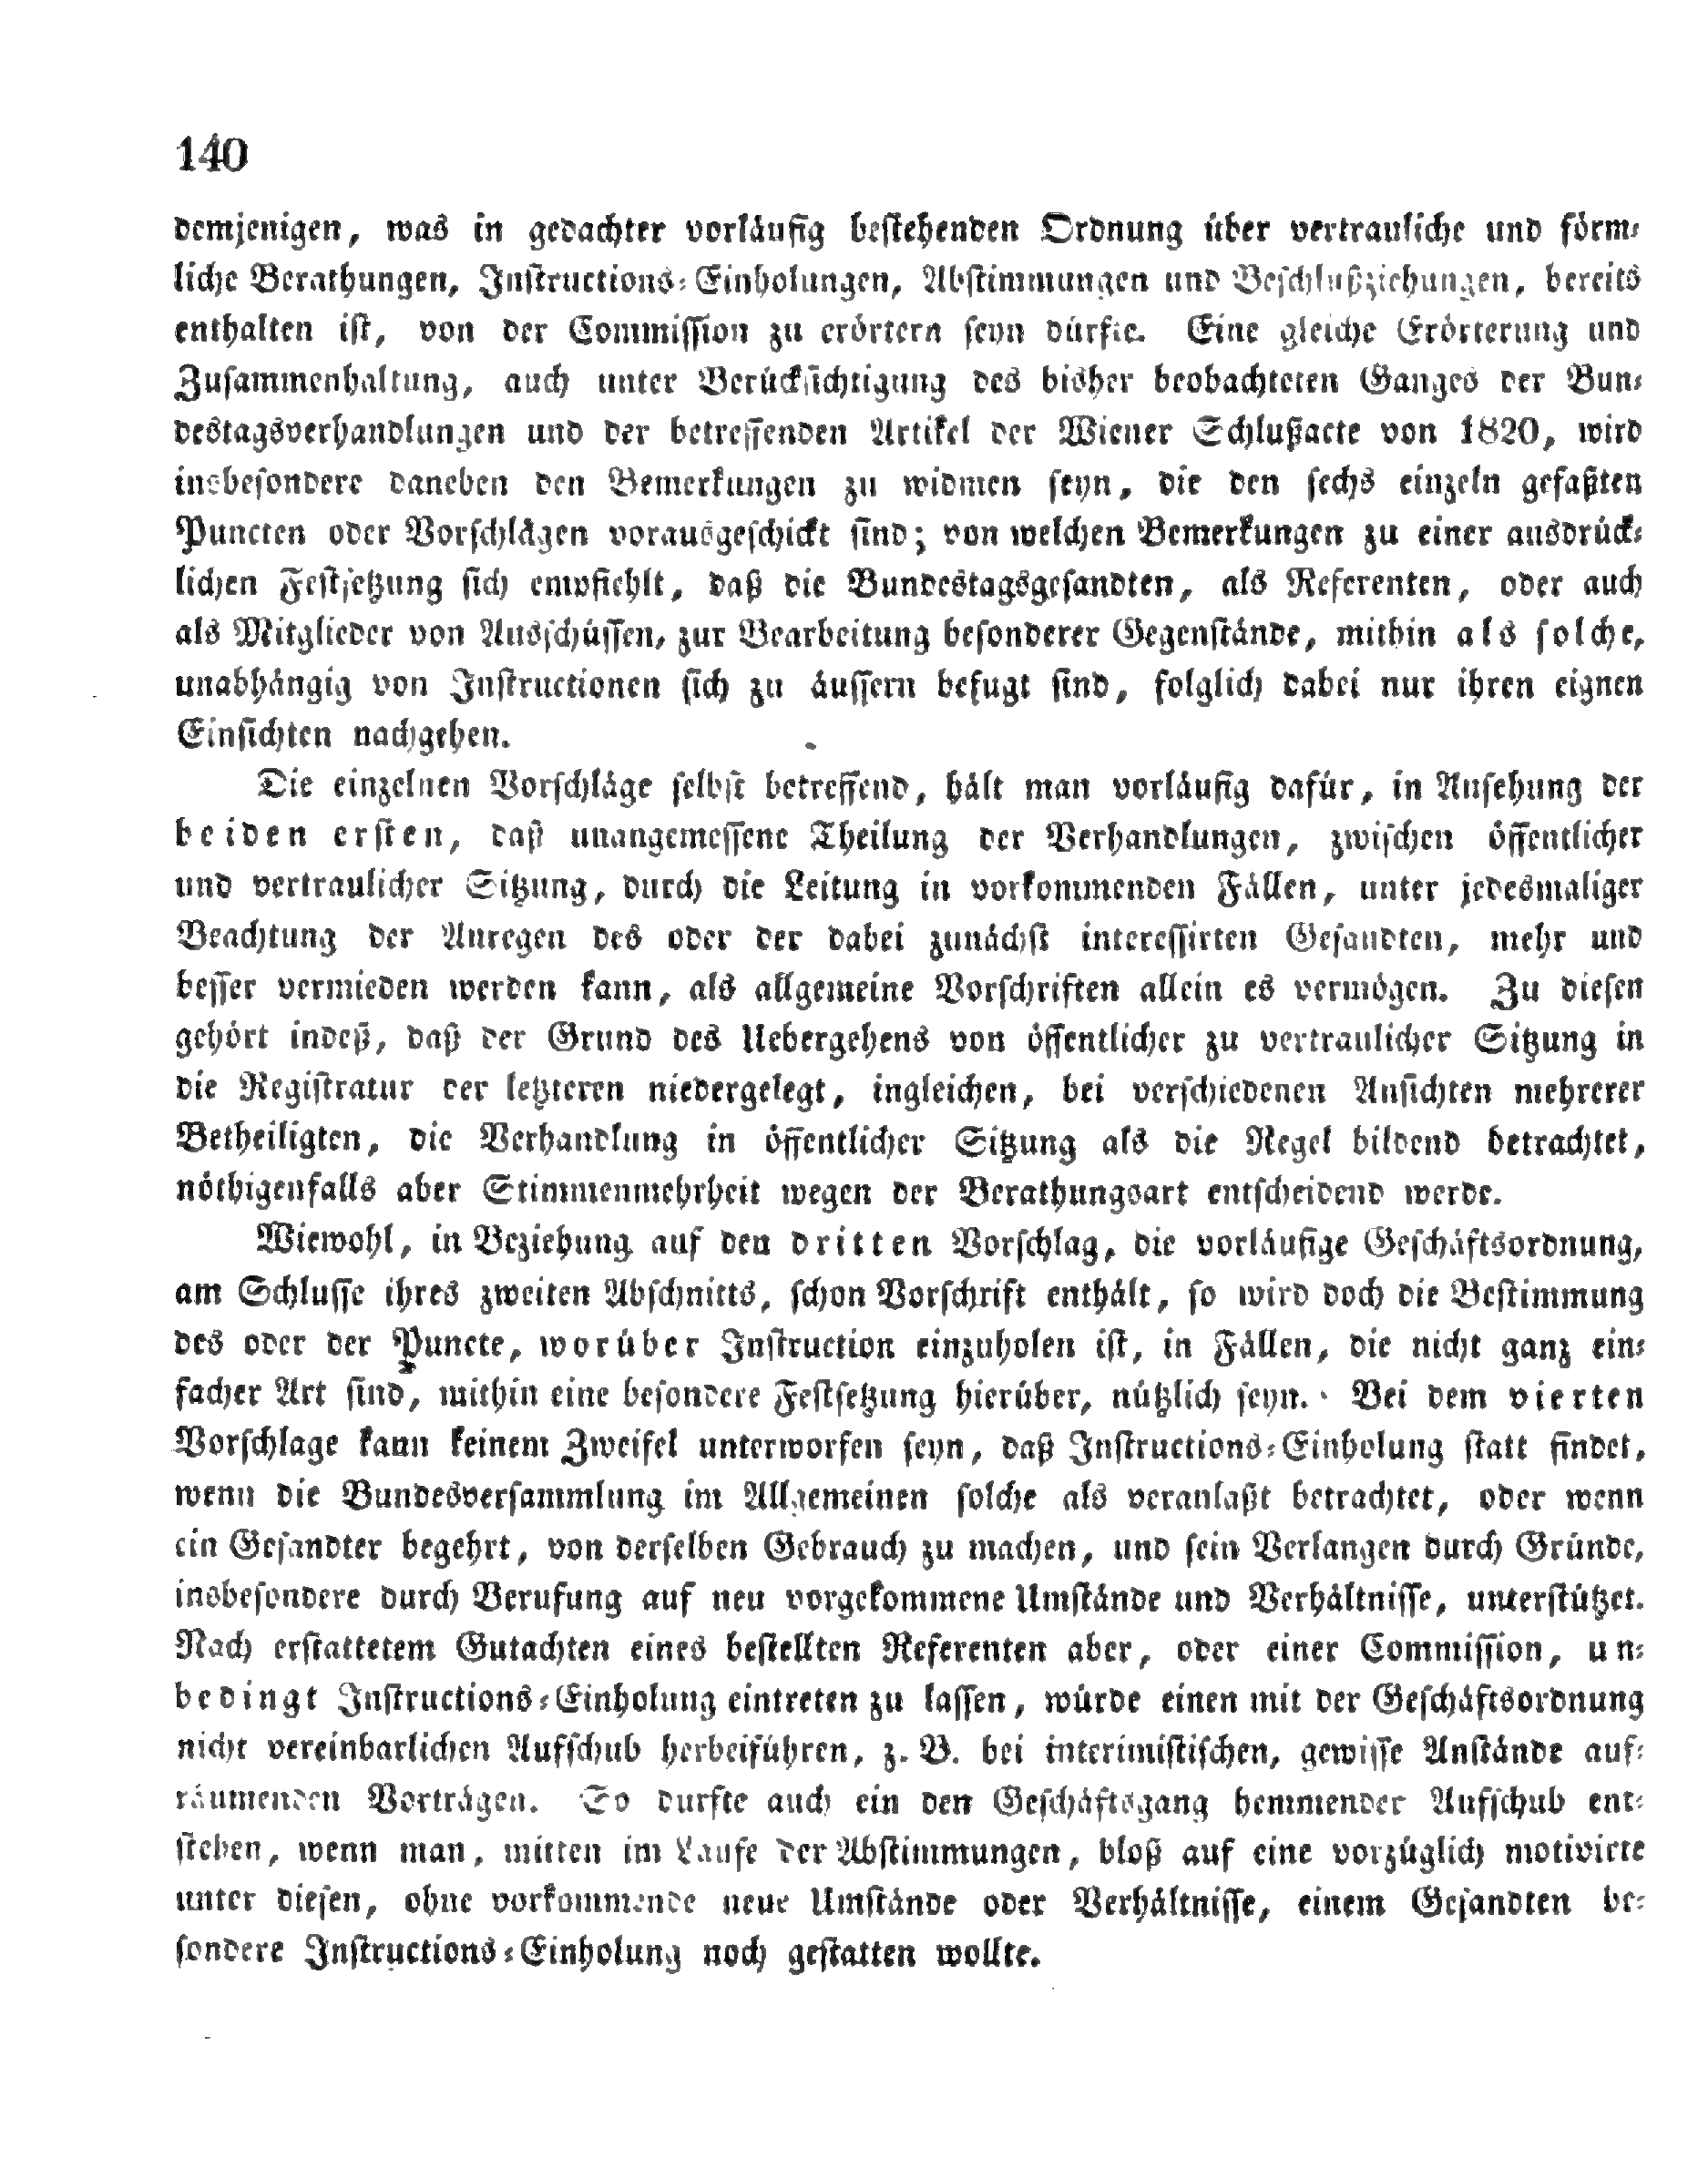 140
demjenigen, was in gedachter vorläufig bestehenden Ordnung über vertrauliche und förm-
liche Berathungen, Instructions-Einholungen, Abstimmungen und Beschlußziehungen, bereits
enthalten ist, von der Commission zu erörtern seyn dürfte. Eine gleiche Erörterung und
Zusammenhaltung, auch unter Berücksichtigung des bisher beobachteten Ganges der Bun-
destagsverhandlungen und der betreffenden Artikel der Wiener Schlußacte von 1820, wird
insbesondere daneben den Bemerkungen zu widmen seyn, die den sechs einzeln gefaßten
Puncten oder Vorschlägen vorausgeschickt sind; von welchen Bemerkungen zu einer ausdrück-
lichen Festsetzung sich empfiehlt, daß die Bundestagsgesandten, als Referenten, oder auch
als Mitglieder von Ausschüssen, zur Bearbeitung besonderer Gegenstände, mithin als solche,
unabhängig von Instructionen sich zu äussern befugt sind, folglich dabei nur ihren eignen
Einsichten nachgehen.
Die einzelnen Vorschläge selbst betreffend, hält man vorläufig dafür, in Ansehung der
beiden ersten, daß unangemessene Theilung der Verhandlungen, zwischen öffentlicher
und vertraulicher Sitzung, durch die Leitung in vorkommenden Fällen, unter jedesmaliger
Beachtung der Anregen des oder der dabei zunächst interessirten Gesandten, mehr und
besser vermieden werden kann, als allgemeine Vorschriften allein es vermögen. Zu diesen
gehört indeß, daß der Grund des Uebergehens von öffentlicher zu vertraulicher Sitzung in
die Registratur der letzteren niedergelegt, ingleichen, bei verschiedenen Ansichten mehrerer
Betheiligten, die Verhandlung in öffentlicher Sitzung als die Regel bildend betrachtet,
nöthigenfalls aber Stimmenmehrheit wegen der Berathungsart entscheidend werde.
Wiewohl, in Beziehung auf den dritten Vorschlag, die vorläufige Geschäftsordnung,
am Schlusse ihres zweiten Abschnitts, schon Vorschrift enthält, so wird doch die Bestimmung
des oder der Puncte, worüber Instruction einzuholen ist, in Fällen, die nicht ganz ein-
facher Art sind, mithin eine besondere Festsetzung hierüber, nützlich seyn. Bei dem vierten
Vorschlage kann keinem Zweifel unterworfen seyn, daß Instructions-Einholung statt findet,
wenn die Bundesversammlung im Allgemeinen solche als veranlaßt betrachtet, oder wenn
ein Gesandter begehrt, von derselben Gebrauch zu machen, und sein Verlangen durch Gründe,
insbesondere durch Berufung auf neu vorgekommene Umstände und Verhältnisse, unterstützet.
Nach erstattetem Gutachten eines bestellten Referenten aber, oder einer Commission, un-
bedingt Instructions-Einholung eintreten zu lassen, würde einen mit der Geschäftsordnung
nicht vereinbarlichen Aufschub herbeiführen, z. B. bei interimistischen, gewisse Anstände auf-
räumenden Vorträgen. So durfte auch ein den Geschäftsgang hemmender Aufschub ent-
stehen, wenn man, mitten im Laufe der Abstimmungen, bloß auf eine vorzüglich motivirte
unter diesen, ohne vorkommende neue Umstände oder Verhältnisse, einem Gesandten be-
sondere Instructions-Einholung noch gestatten wollte.